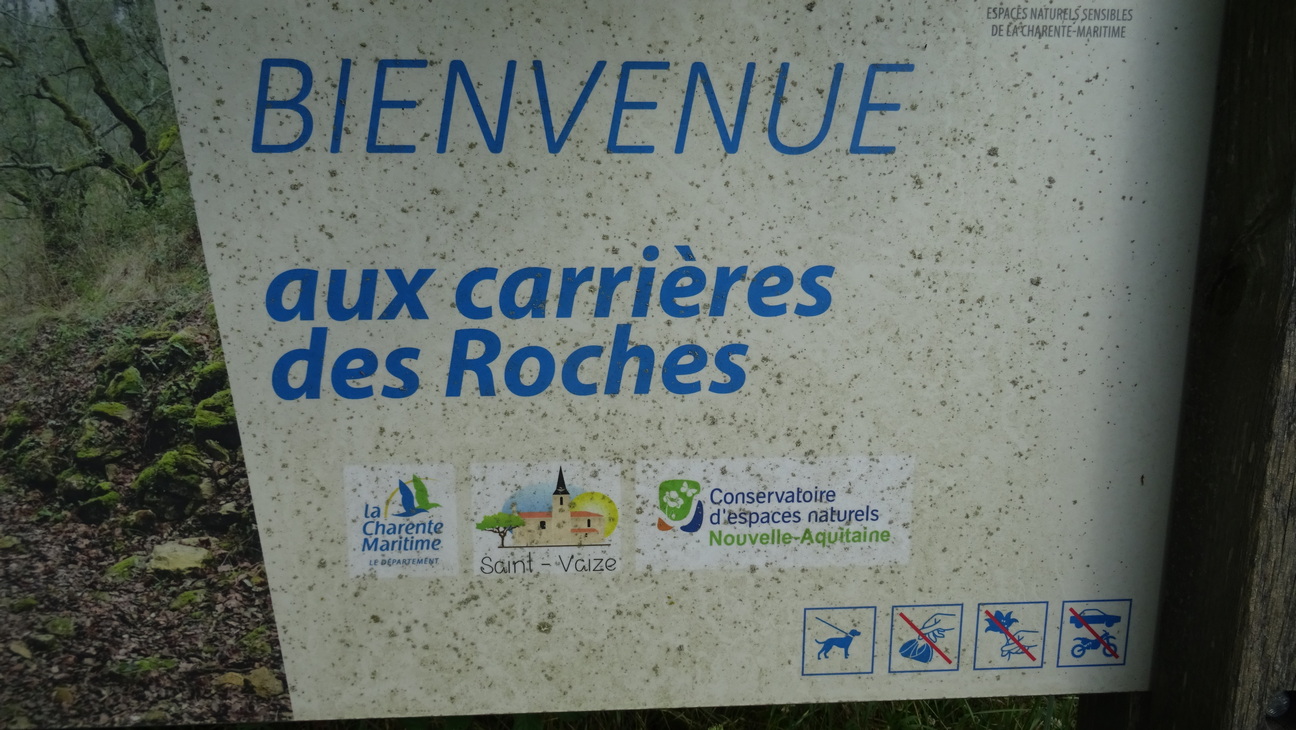 ESPACES NATURELS SENSIBLES
DE LA CHARENTE-MARITIME
BIENVENUE
aux carrières
des Roches
la
Charente
Maritime
LE DÉPARTEMENT
Saint - Vaize
Conservatoire
d'espaces naturels
Nouvelle-Aquitaine